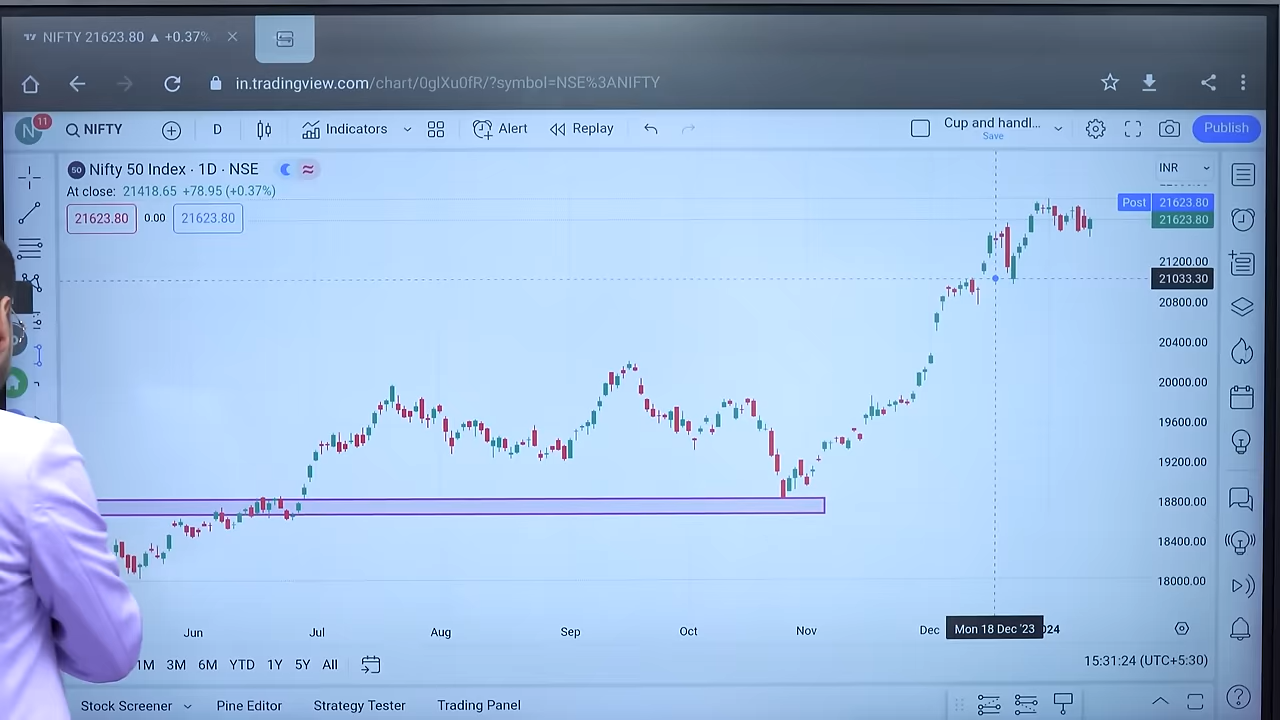 NIFTY 21623.80 ▲ +0.37%
in.tradingview.com/chart/0glXu0fR/?symbol=NSE%3ANIFTY
N 11 NIFTY D Indicators Alert Replay Cup and handl... Save Publish
50 Nifty 50 Index · 1D · NSE INR
At close: 21418.65 +78.95 (+0.37%)
21623.80 0.00 21623.80
Post 21623.80
21623.80
21200.00
21033.30
20800.00
20400.00
20000.00
19600.00
19200.00
18800.00
18400.00
18000.00
Jun Jul Aug Sep Oct Nov Dec Mon 18 Dec '23 024
1M 3M 6M YTD 1Y 5Y All 15:31:24 (UTC+5:30)
Stock Screener Pine Editor Strategy Tester Trading Panel